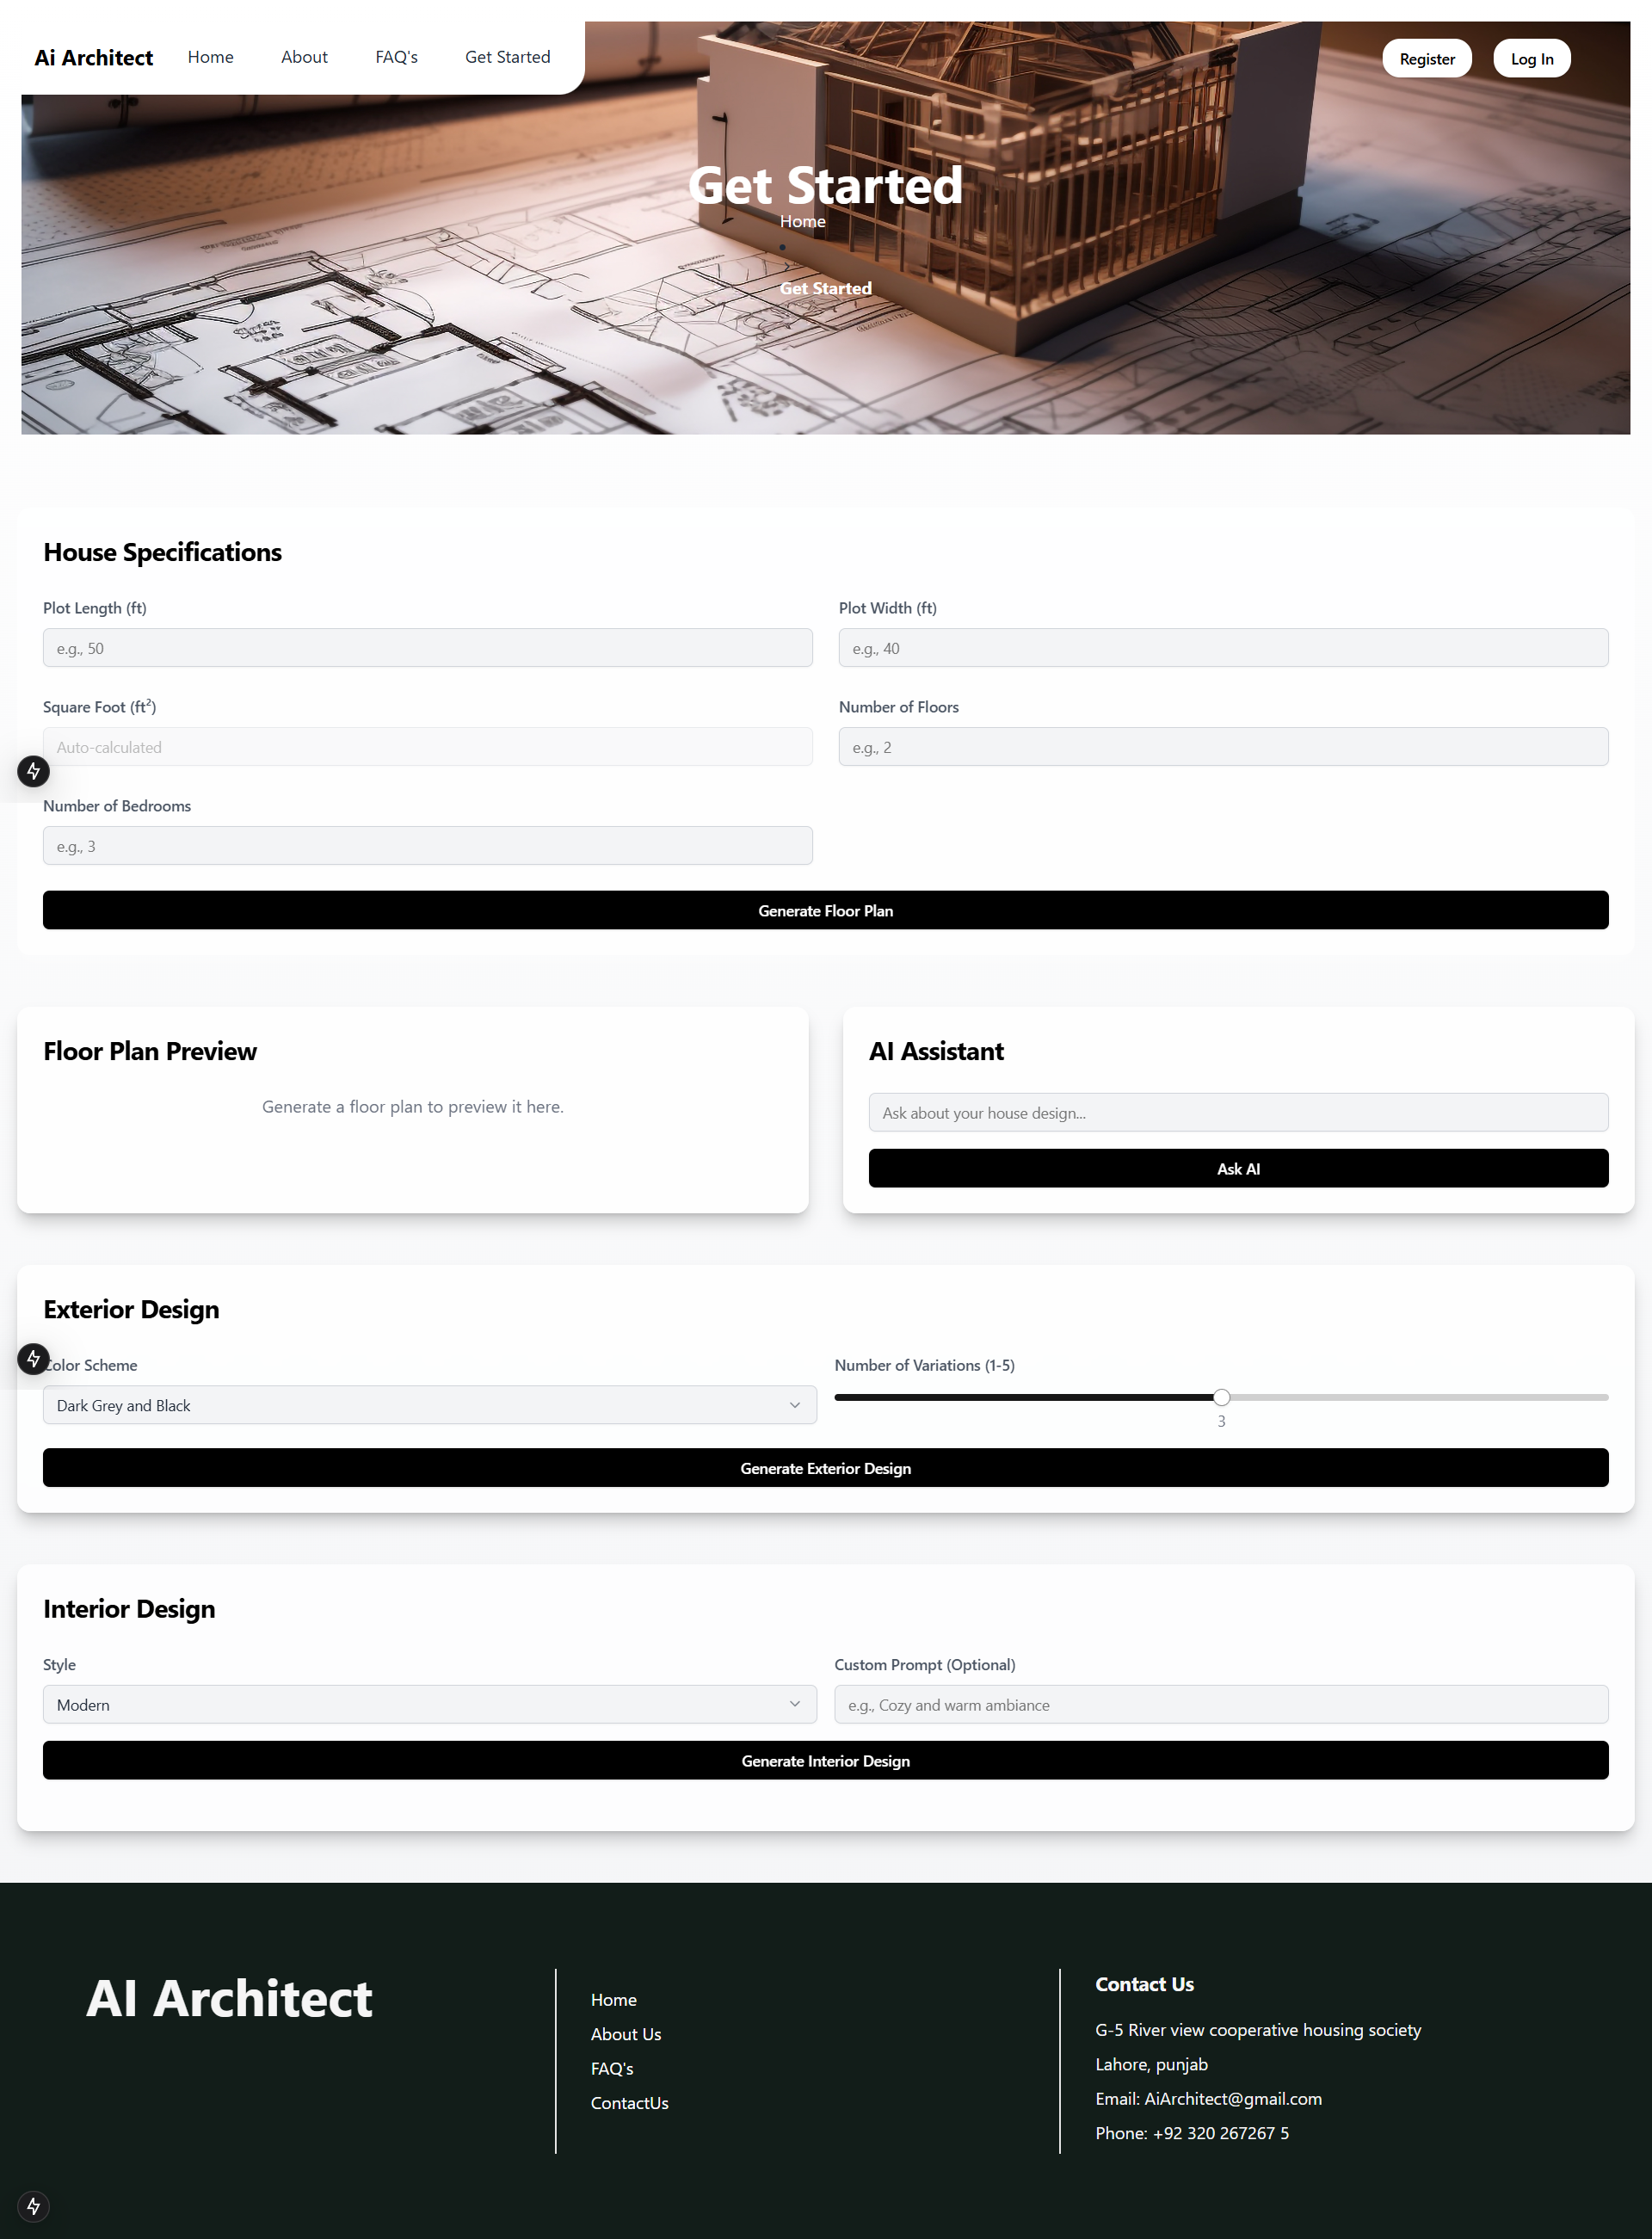 Ai Architect Home About FAQ's Get Started Register Log In
Get Started
Home
Get Started
House Specifications
Plot Length (ft) Plot Width (ft)
e.g., 50 e.g., 40
Square Foot (ft²) Number of Floors
Auto-calculated e.g., 2
Number of Bedrooms
e.g., 3
Generate Floor Plan
Floor Plan Preview
Generate a floor plan to preview it here.
AI Assistant
Ask about your house design...
Ask AI
Exterior Design
Color Scheme Number of Variations (1-5)
Dark Grey and Black
3
Generate Exterior Design
Interior Design
Style Custom Prompt (Optional)
Modern e.g., Cozy and warm ambiance
Generate Interior Design
AI Architect
Home
About Us
FAQ's
ContactUs
Contact Us
G-5 River view cooperative housing society
Lahore, punjab
Email: AiArchitect@gmail.com
Phone: +92 320 267267 5